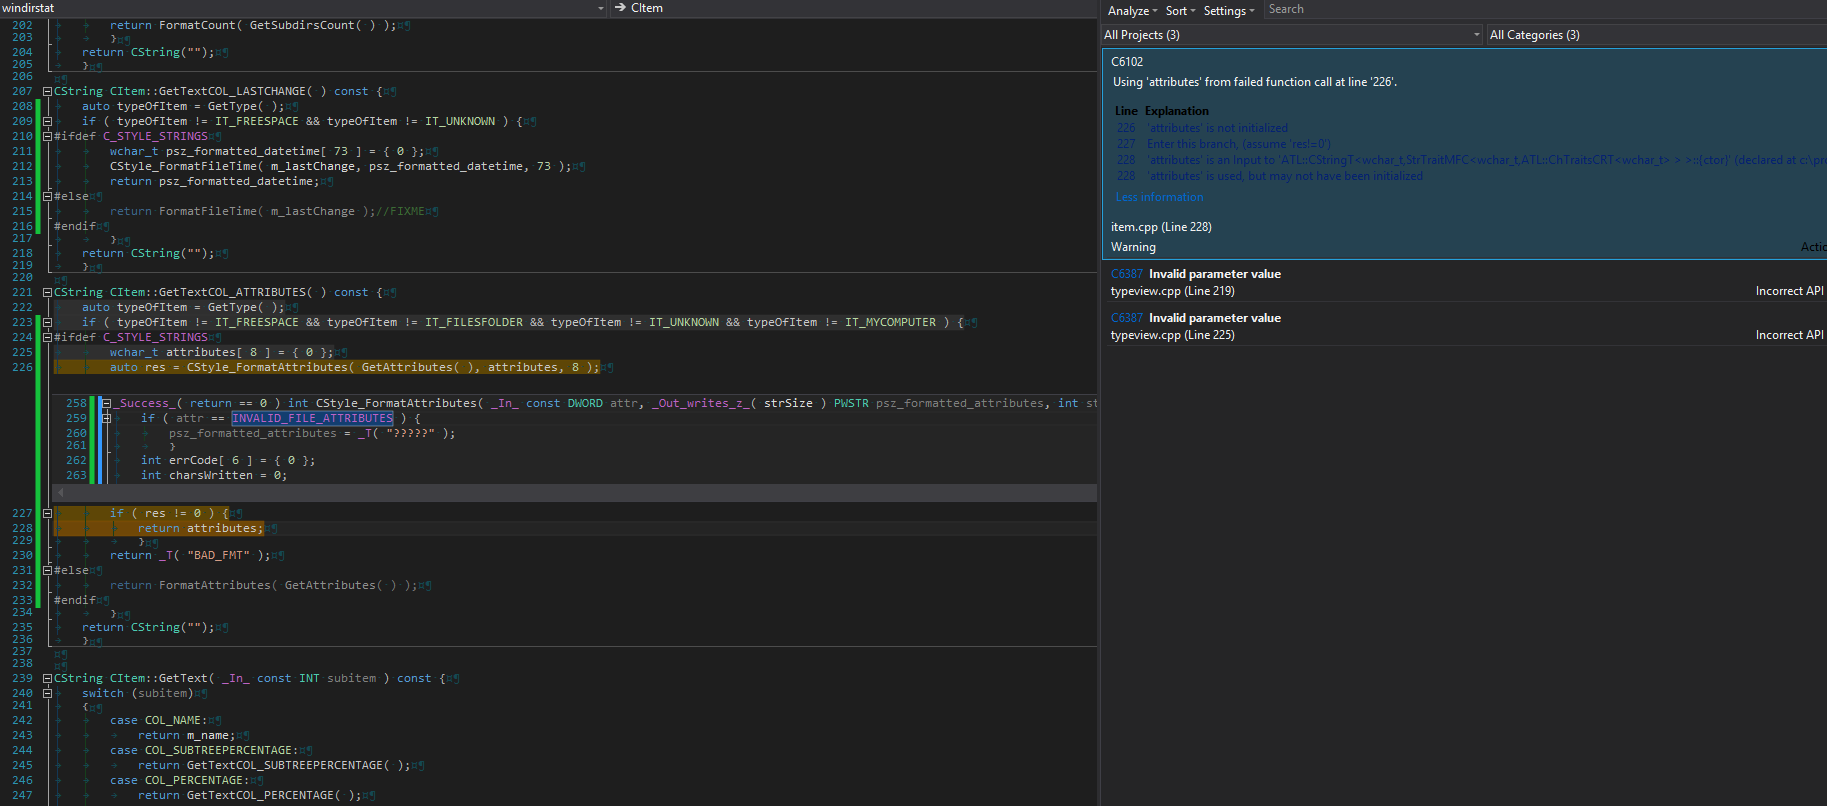 windirstat
CItem
202 return FormatCount( GetSubdirsCount( ) );
203 }
204 return CString("");
205 }
206
207 CString CItem::GetTextCOL_LASTCHANGE( ) const {
208 auto typeOfItem = GetType( );
209 if ( typeOfItem != IT_FREESPACE && typeOfItem != IT_UNKNOWN ) {
210 #ifdef C_STYLE_STRINGS
211 wchar_t psz_formatted_datetime[ 73 ] = { 0 };
212 CStyle_FormatFileTime( m_lastChange, psz_formatted_datetime, 73 );
213 return psz_formatted_datetime;
214 #else
215 return FormatFileTime( m_lastChange );//FIXME
216 #endif
217 }
218 return CString("");
219 }
220
221 CString CItem::GetTextCOL_ATTRIBUTES( ) const {
222 auto typeOfItem = GetType( );
223 if ( typeOfItem != IT_FREESPACE && typeOfItem != IT_FILESFOLDER && typeOfItem != IT_UNKNOWN && typeOfItem != IT_MYCOMPUTER ) {
224 #ifdef C_STYLE_STRINGS
225 wchar_t attributes[ 8 ] = { 0 };
226 auto res = CStyle_FormatAttributes( GetAttributes( ), attributes, 8 );
258 _Success_( return == 0 ) int CStyle_FormatAttributes( _In_ const DWORD attr, _Out_writes_z_( strSize ) PWSTR psz_formatted_attributes, int st
259 if ( attr == INVALID_FILE_ATTRIBUTES ) {
260 psz_formatted_attributes = _T( "?????" );
261 }
262 int errCode[ 6 ] = { 0 };
263 int charsWritten = 0;
227 if ( res != 0 ) {
228 return attributes;
229 }
230 return _T( "BAD_FMT" );
231 #else
232 return FormatAttributes( GetAttributes( ) );
233 #endif
234 }
235 return CString("");
236 }
237
238
239 CString CItem::GetText( _In_ const INT subitem ) const {
240 switch (subitem)
241 {
242 case COL_NAME:
243 return m_name;
244 case COL_SUBTREEPERCENTAGE:
245 return GetTextCOL_SUBTREEPERCENTAGE( );
246 case COL_PERCENTAGE:
247 return GetTextCOL_PERCENTAGE( );
Analyze Sort Settings Search
All Projects (3) All Categories (3)
C6102
Using 'attributes' from failed function call at line '226'.
Line Explanation
226 'attributes' is not initialized
227 Enter this branch, (assume 'res!=0')
228 'attributes' is an Input to 'ATL::CStringT<wchar_t,StrTraitMFC<wchar_t,ATL::ChTraitsCRT<wchar_t> > >::{ctor}' (declared at c:\pro
228 'attributes' is used, but may not have been initialized
Less information
item.cpp (Line 228)
Warning Actio
C6387 Invalid parameter value
typeview.cpp (Line 219) Incorrect API
C6387 Invalid parameter value
typeview.cpp (Line 225) Incorrect API